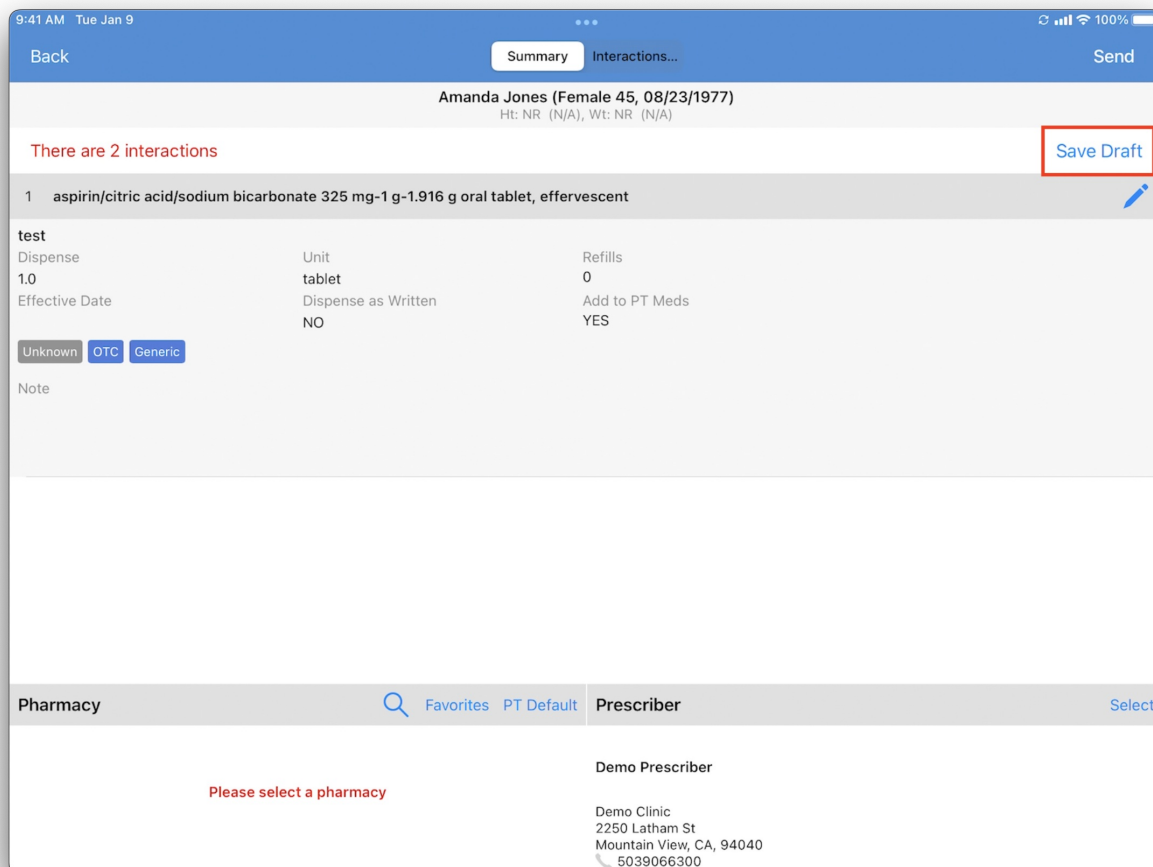 9:41 AM Tue Jan 9
100%
Back
Summary
Interactions...
Send
Amanda Jones (Female 45, 08/23/1977)
Ht: NR (N/A), Wt: NR (N/A)
There are 2 interactions
Save Draft
1 aspirin/citric acid/sodium bicarbonate 325 mg-1 g-1.916 g oral tablet, effervescent
test
Dispense Unit Refills
1.0 tablet 0
Effective Date Dispense as Written Add to PT Meds
NO YES
Unknown OTC Generic
Note
Pharmacy Favorites PT Default
Please select a pharmacy
Prescriber Select
Demo Prescriber
Demo Clinic
2250 Latham St
Mountain View, CA, 94040
5039066300